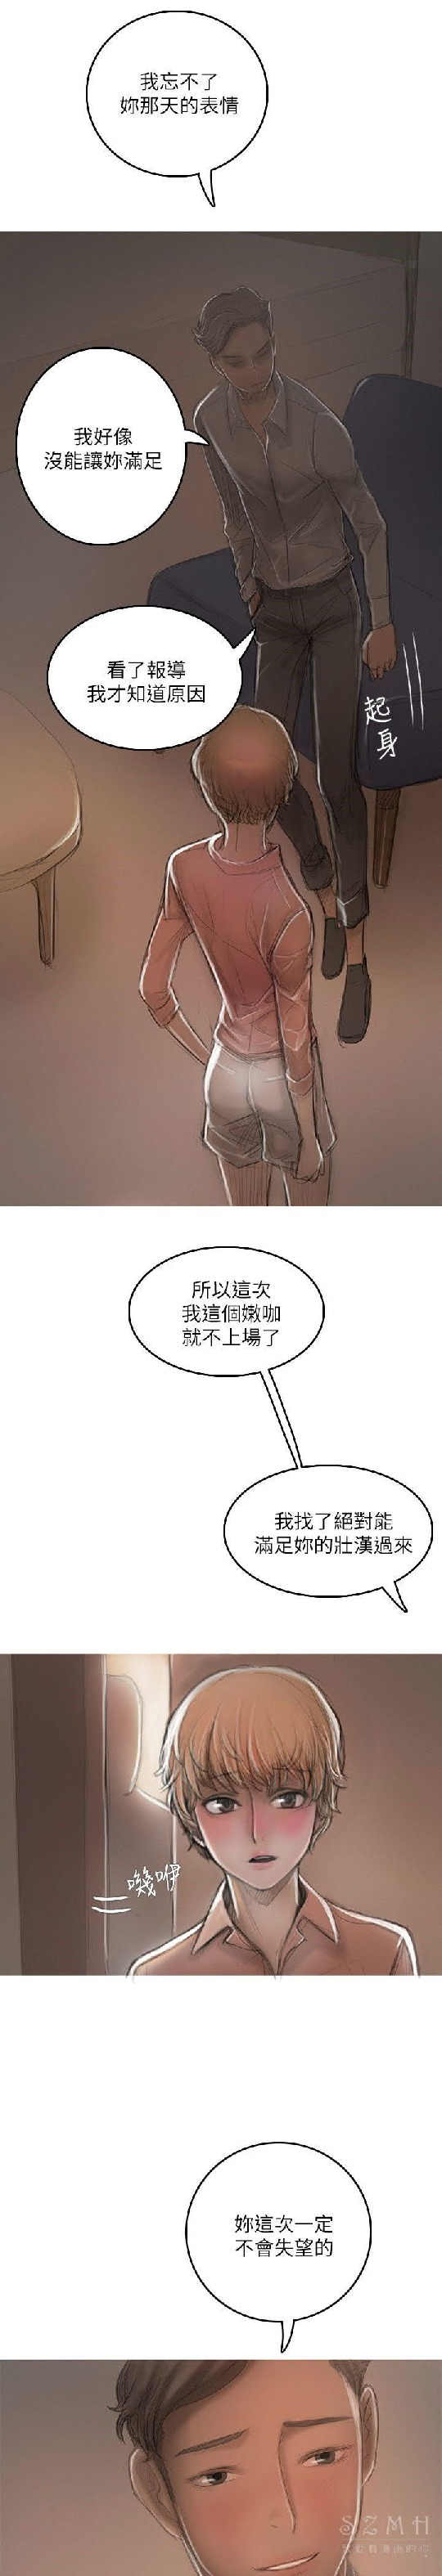 我忘不了
妳那天的表情
我好像
沒能讓妳滿足
看了報導
我才知道原因
起身
所以這次
我這個嫩咖
就不上場了
我找了絕對能
滿足妳的壯漢過來
嘰咿
妳這次一定
不會失望的
SZMH